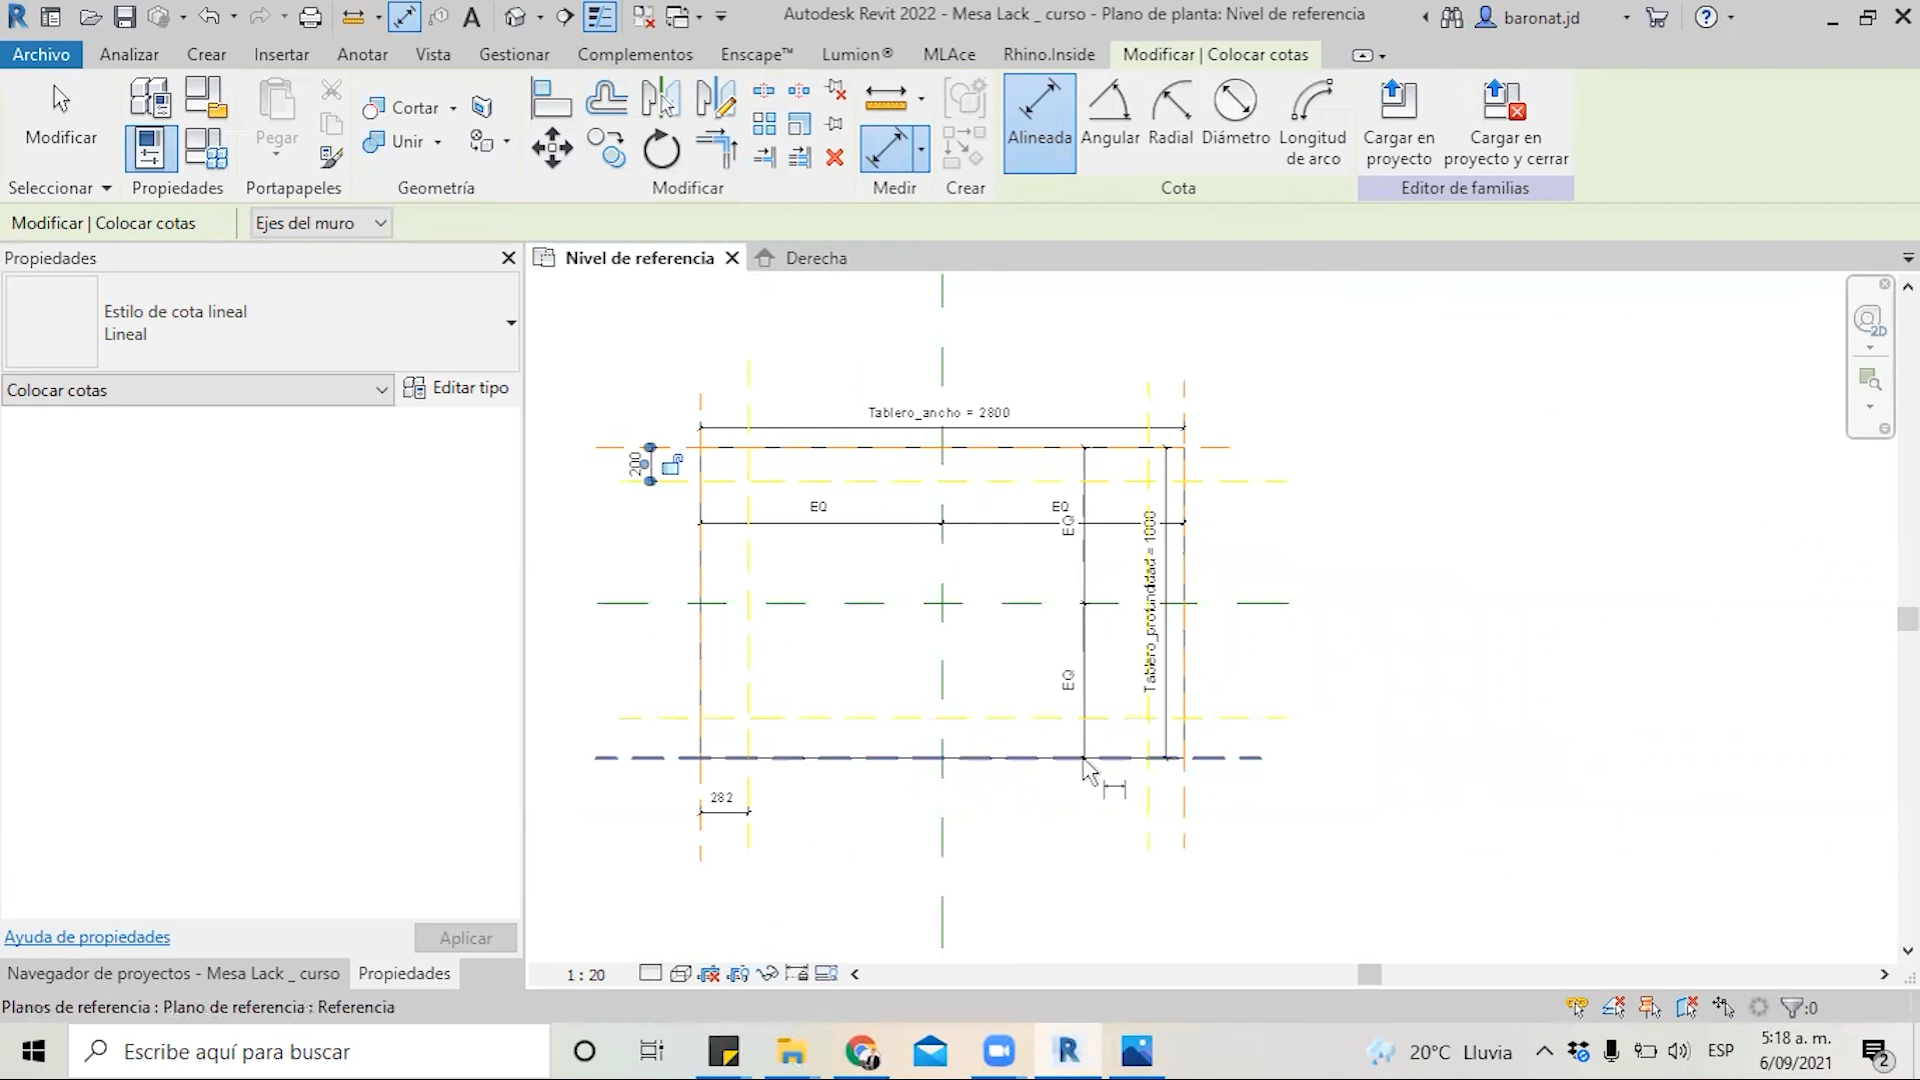 Autodesk Revit 2022 - Mesa Lack _ curso - Plano de planta: Nivel de referencia
baronat.jd
Archivo Analizar Crear Insertar Anotar Vista Gestionar Complementos Enscape™ Lumion® MLAce Rhino.Inside Modificar | Colocar cotas
Modificar
Pegar
Cortar
Unir
Alineada Angular Radial Diámetro Longitud de arco
Cargar en proyecto
Cargar en proyecto y cerrar
Seleccionar Propiedades Portapapeles Geometría Modificar Medir Crear Cota Editor de familias
Modificar | Colocar cotas Ejes del muro
Propiedades
Nivel de referencia Derecha
Estilo de cota lineal
Lineal
Colocar cotas Editar tipo
2D
Tablero_ancho = 2800
200
EQ EQ
EQ
Tablero_profundidad = 1800
EQ
282
Ayuda de propiedades Aplicar
Navegador de proyectos - Mesa Lack _ curso Propiedades
1 : 20
Planos de referencia : Plano de referencia : Referencia
:0
Escribe aquí para buscar
20°C Lluvia
ESP
5:18 a. m.
6/09/2021
2